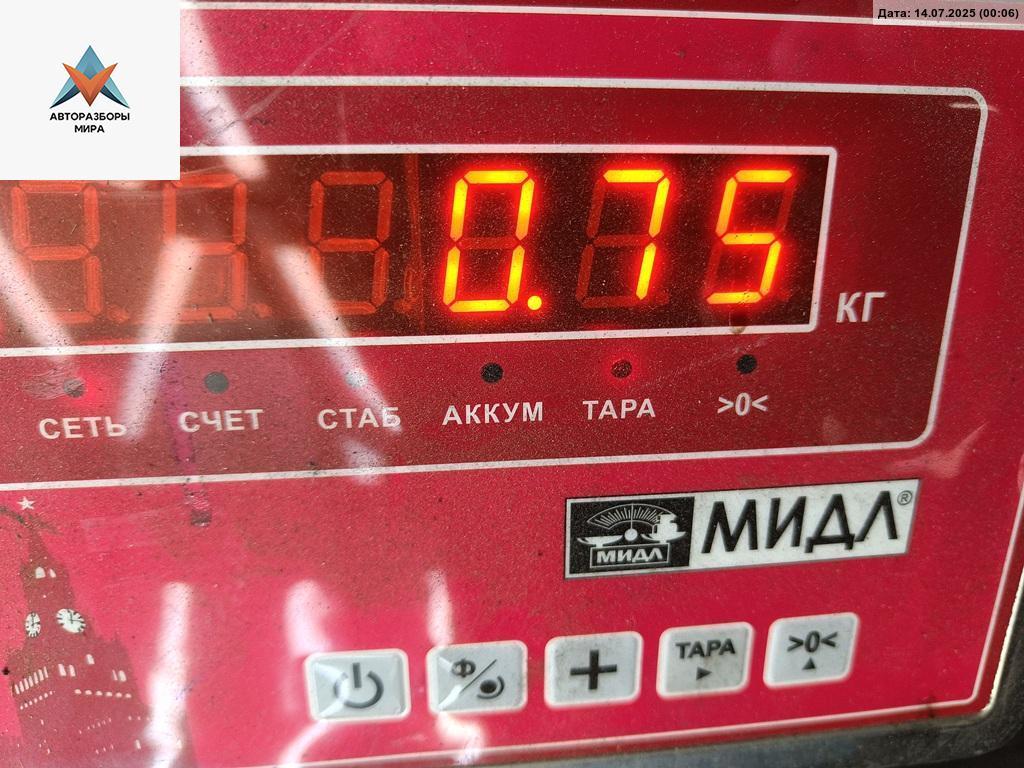 Дата: 14.07.2025 (00:06)
АВТОРАЗБОРЫ
МИРА
0.75
КГ
СЕТЬ СЧЕТ СТАБ АККУМ ТАРА >0<
МИДЛ МИДЛ®
Ф ТАРА >0<